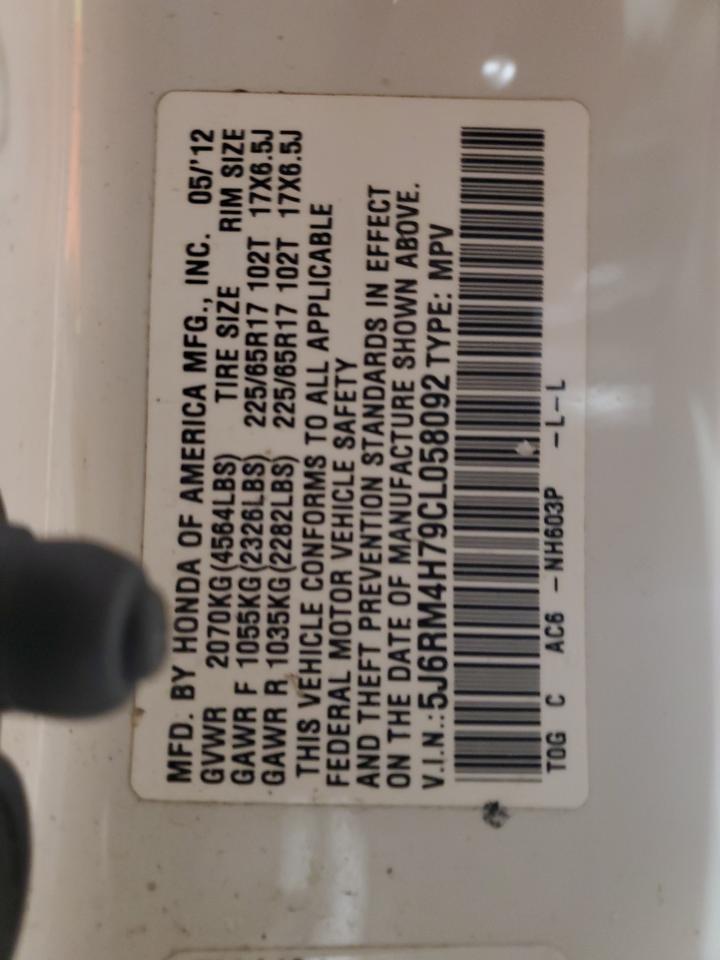 MFD. BY HONDA OF AMERICA MFG., INC. 05/'12
GVWR 2070KG(4564LBS) TIRE SIZE RIM SIZE
GAWR F 1055KG(2326LBS) 225/65R17 102T 17X6.5J
GAWR R 1035KG(2282LBS) 225/65R17 102T 17X6.5J
THIS VEHICLE CONFORMS TO ALL APPLICABLE
FEDERAL MOTOR VEHICLE SAFETY
AND THEFT PREVENTION STANDARDS IN EFFECT
ON THE DATE OF MANUFACTURE SHOWN ABOVE.
V.I.N.:5J6RM4H79CL058092 TYPE: MPV
T0G C AC6 -NH603P -L-L